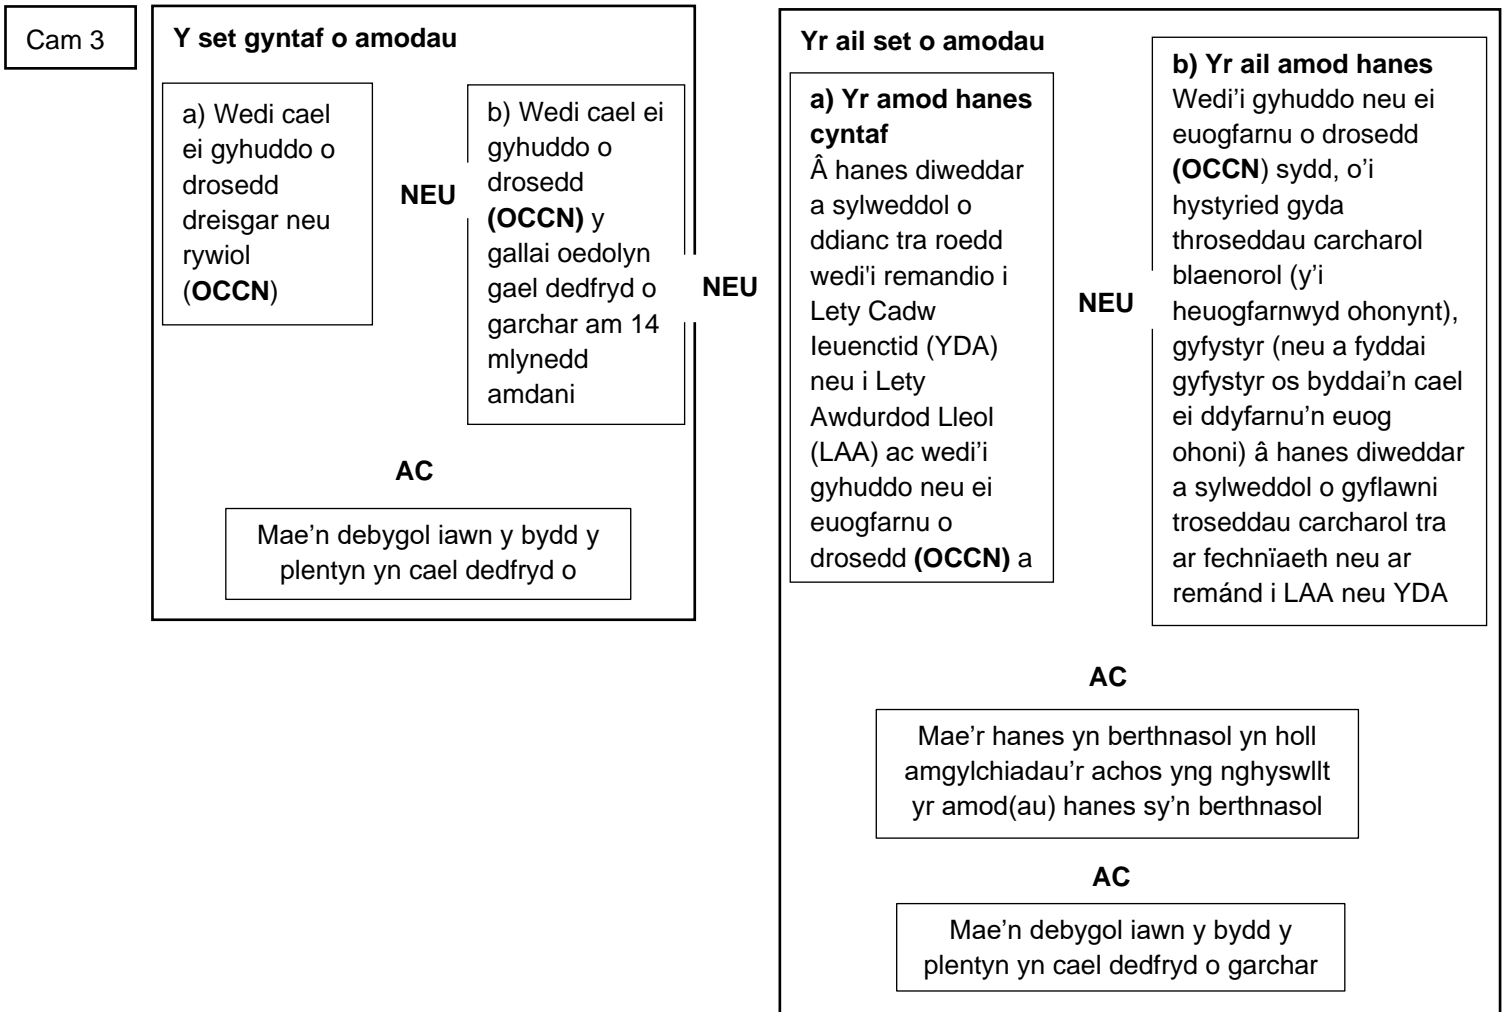 Cam 3
Y set gyntaf o amodau
a) Wedi cael
ei gyhuddo o
drosedd
dreisgar neu
rywiol
(OCCN)
NEU
b) Wedi cael ei
gyhuddo o
drosedd
(OCCN) y
gallai oedolyn
gael dedfryd o
garchar am 14
mlynedd
amdani
AC
Mae’n debygol iawn y bydd y
plentyn yn cael dedfryd o
NEU
Yr ail set o amodau
a) Yr amod hanes
cyntaf
Â hanes diweddar
a sylweddol o
ddianc tra roedd
wedi'i remandio i
Lety Cadw
Ieuenctid (YDA)
neu i Lety
Awdurdod Lleol
(LAA) ac wedi’i
gyhuddo neu ei
euogfarnu o
drosedd (OCCN) a
NEU
b) Yr ail amod hanes
Wedi’i gyhuddo neu ei
euogfarnu o drosedd
(OCCN) sydd, o’i
hystyried gyda
throseddau carcharol
blaenorol (y’i
heuogfarnwyd ohonynt),
gyfystyr (neu a fyddai
gyfystyr os byddai’n cael
ei ddyfarnu’n euog
ohoni) â hanes diweddar
a sylweddol o gyflawni
troseddau carcharol tra
ar fechnïaeth neu ar
remánd i LAA neu YDA
AC
Mae’r hanes yn berthnasol yn holl
amgylchiadau’r achos yng nghyswllt
yr amod(au) hanes sy’n berthnasol
AC
Mae’n debygol iawn y bydd y
plentyn yn cael dedfryd o garchar